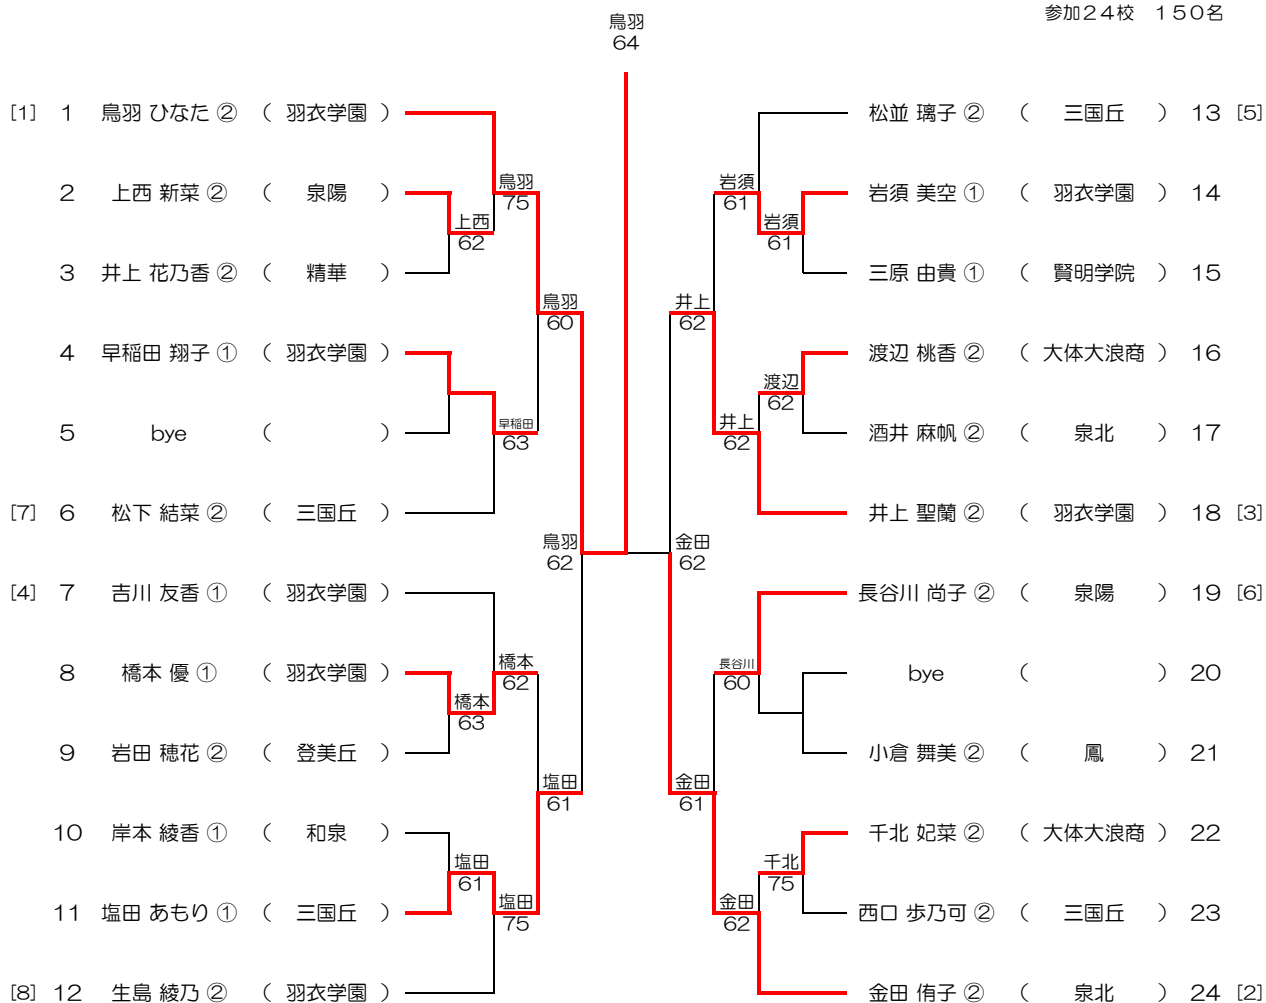 参加24校　150名
鳥羽
64
[1] 1 鳥羽 ひなた ② ( 羽衣学園 )
2 上西 新菜 ② ( 泉陽 )
3 井上 花乃香 ② ( 精華 )
4 早稲田 翔子 ① ( 羽衣学園 )
5 bye ( )
[7] 6 松下 結菜 ② ( 三国丘 )
[4] 7 吉川 友香 ① ( 羽衣学園 )
8 橋本 優 ① ( 羽衣学園 )
9 岩田 穂花 ② ( 登美丘 )
10 岸本 綾香 ① ( 和泉 )
11 塩田 あもり ① ( 三国丘 )
[8] 12 生島 綾乃 ② ( 羽衣学園 )
上西
62
橋本
63
塩田
61
鳥羽
75
早稲田
63
橋本
62
塩田
75
鳥羽
60
塩田
61
鳥羽
62
金田
62
井上
62
金田
61
岩須
61
井上
62
長谷川
60
金田
62
岩須
61
渡辺
62
千北
75
松並 璃子 ② ( 三国丘 ) 13 [5]
岩須 美空 ① ( 羽衣学園 ) 14
三原 由貴 ① ( 賢明学院 ) 15
渡辺 桃香 ② ( 大体大浪商 ) 16
酒井 麻帆 ② ( 泉北 ) 17
井上 聖蘭 ② ( 羽衣学園 ) 18 [3]
長谷川 尚子 ② ( 泉陽 ) 19 [6]
bye ( ) 20
小倉 舞美 ② ( 鳳 ) 21
千北 妃菜 ② ( 大体大浪商 ) 22
西口 歩乃可 ② ( 三国丘 ) 23
金田 侑子 ② ( 泉北 ) 24 [2]